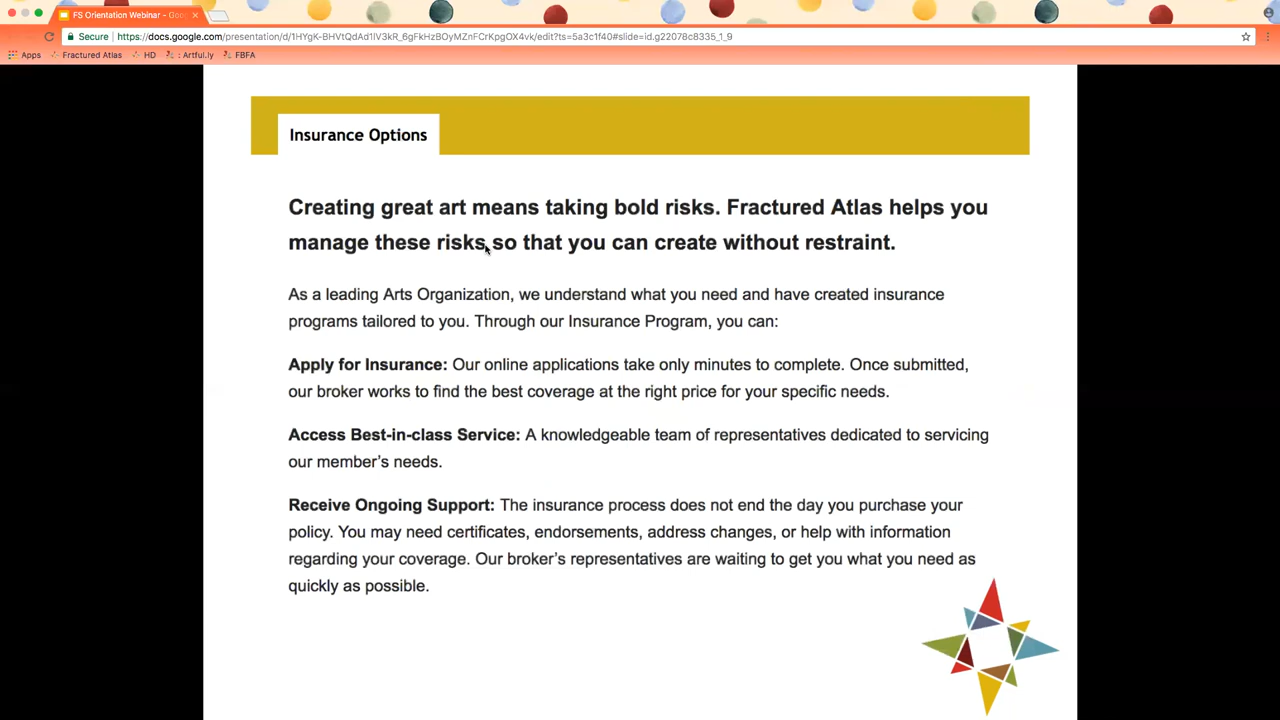 FS Orientation Webinar - Goo
Secure https://docs.google.com/presentation/d/1HYgK-BHVtQdAd1lV3kR_6gFkHzBOyMZnFCrKpgOX4vk/edit?ts=5a3c1f40#slide=id.g22078c8335_1_9
Apps Fractured Atlas HD : Artful.ly FBFA
Insurance Options
Creating great art means taking bold risks. Fractured Atlas helps you
manage these risks so that you can create without restraint.
As a leading Arts Organization, we understand what you need and have created insurance
programs tailored to you. Through our Insurance Program, you can:
Apply for Insurance: Our online applications take only minutes to complete. Once submitted,
our broker works to find the best coverage at the right price for your specific needs.
Access Best-in-class Service: A knowledgeable team of representatives dedicated to servicing
our member's needs.
Receive Ongoing Support: The insurance process does not end the day you purchase your
policy. You may need certificates, endorsements, address changes, or help with information
regarding your coverage. Our broker's representatives are waiting to get you what you need as
quickly as possible.